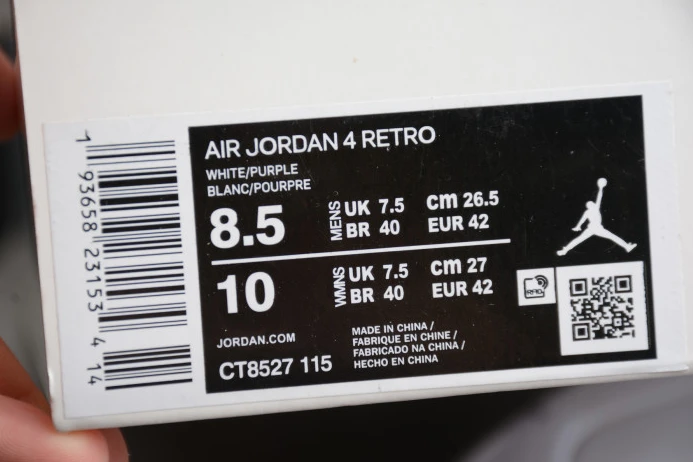 1 93658 23153 4 14
AIR JORDAN 4 RETRO
WHITE/PURPLE
BLANC/POURPRE
8.5 MENS UK 7.5 cm 26.5
BR 40 EUR 42
10 WMNS UK 7.5 cm 27
BR 40 EUR 42
JORDAN.COM
CT8527 115
MADE IN CHINA /
FABRIQUE EN CHINE /
FABRICADO NA CHINA /
HECHO EN CHINA